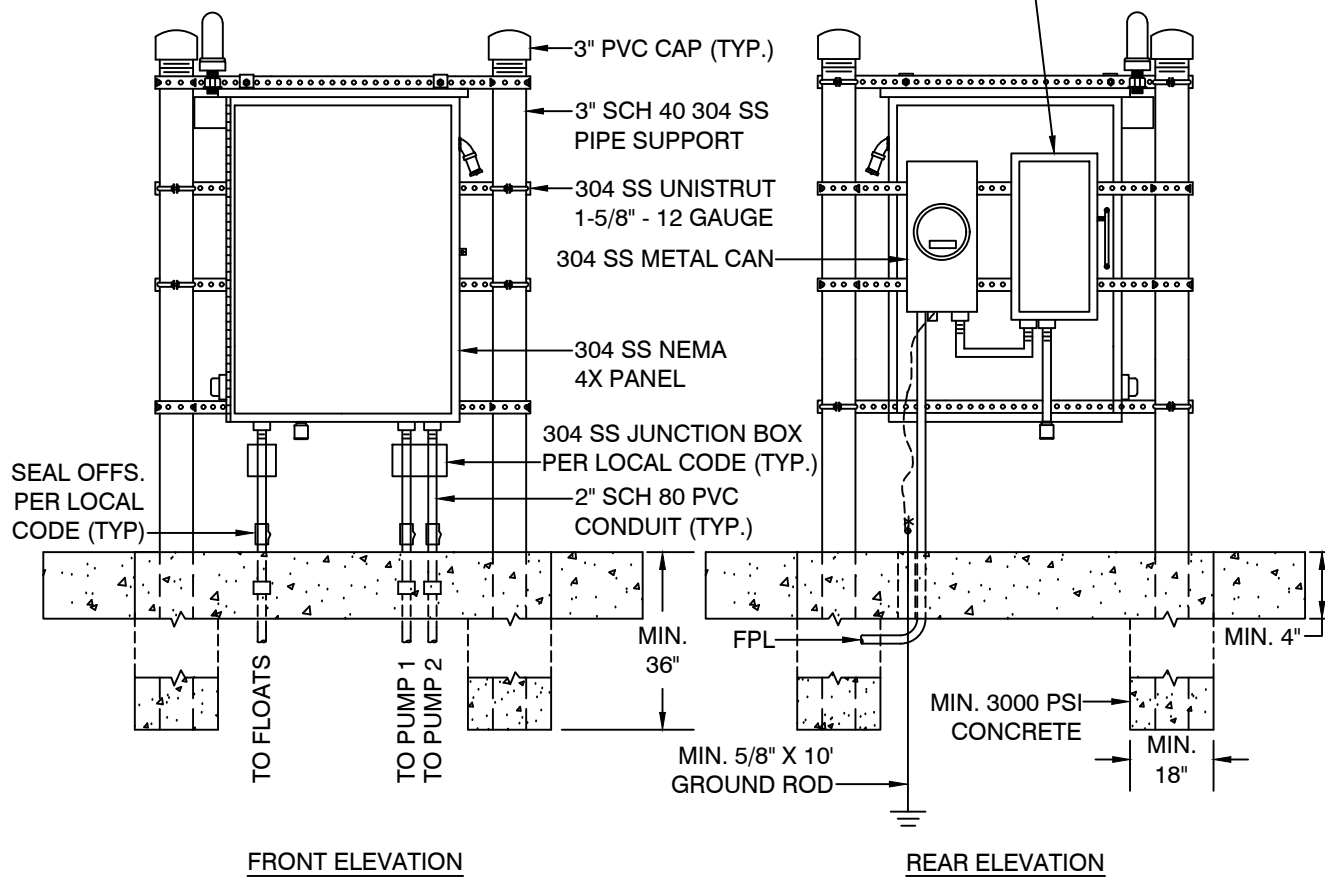 3" PVC CAP (TYP.)
3" SCH 40 304 SS
PIPE SUPPORT
304 SS UNISTRUT
1-5/8" - 12 GAUGE
304 SS METAL CAN
304 SS NEMA
4X PANEL
304 SS JUNCTION BOX
PER LOCAL CODE (TYP.)
SEAL OFFS.
PER LOCAL
CODE (TYP)
2" SCH 80 PVC
CONDUIT (TYP.)
MIN.
36"
FPL
MIN. 4"
TO FLOATS
TO PUMP 1
TO PUMP 2
MIN. 3000 PSI
CONCRETE
MIN. 5/8" X 10'
GROUND ROD
MIN.
18"
FRONT ELEVATION
REAR ELEVATION